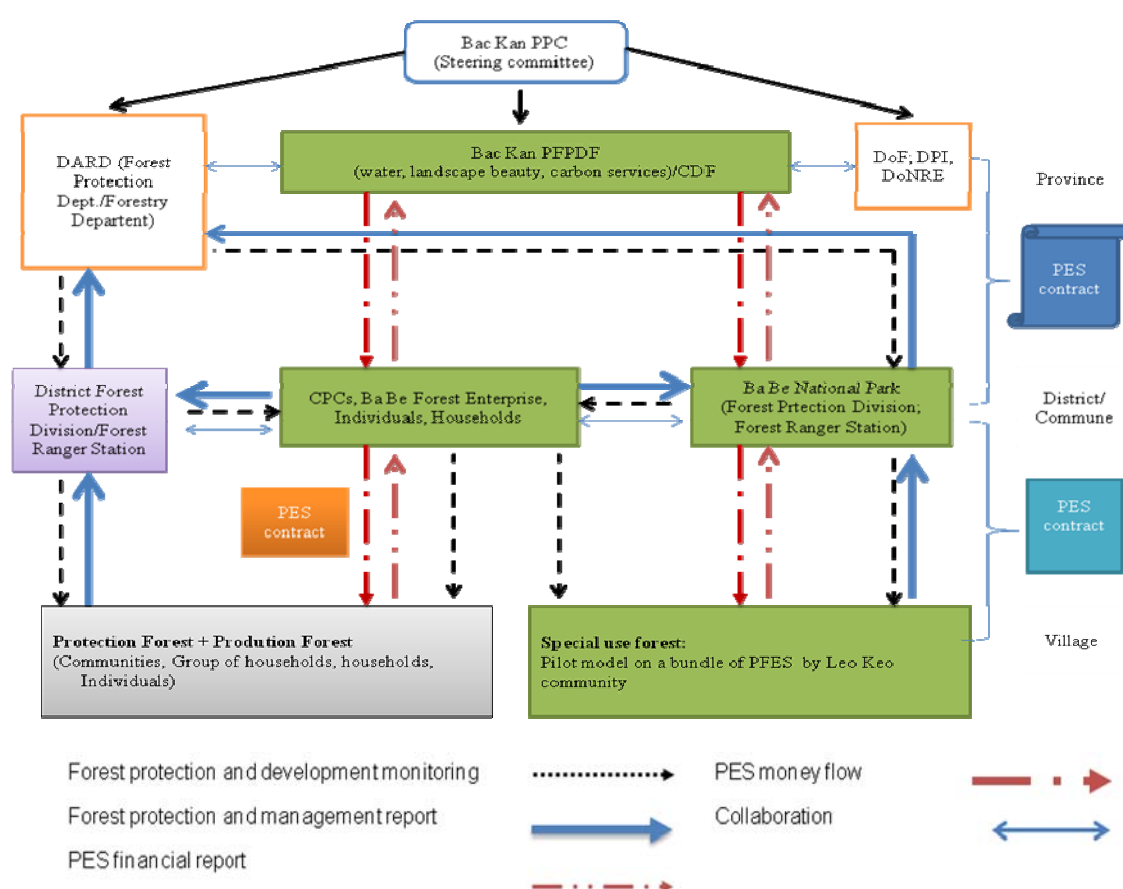 Bac Kan PPC
(Steering committee)
DARD (Forest
Protection
Dept./Forestry
Departent)
Bac Kan PFPDF
(water, landscape beauty, carbon services)/CDF
DoF; DPI,
DoNRE
Province
PES
contract
District Forest
Protection
Division/Forest
Ranger Station
CPCs, Ba Be Forest Enterprise,
Individuals, Households
Ba Be National Park
(Forest Prtection Division;
Forest Ranger Station)
District/
Commune
PES
contract
PES
contract
Protection Forest + Prodution Forest
(Communities, Group of households, households,
Individuals)
Special use forest:
Pilot model on a bundle of PFES by Leo Keo
community
Village
Forest protection and development monitoring
PES money flow
Forest protection and management report
Collaboration
PES financial report